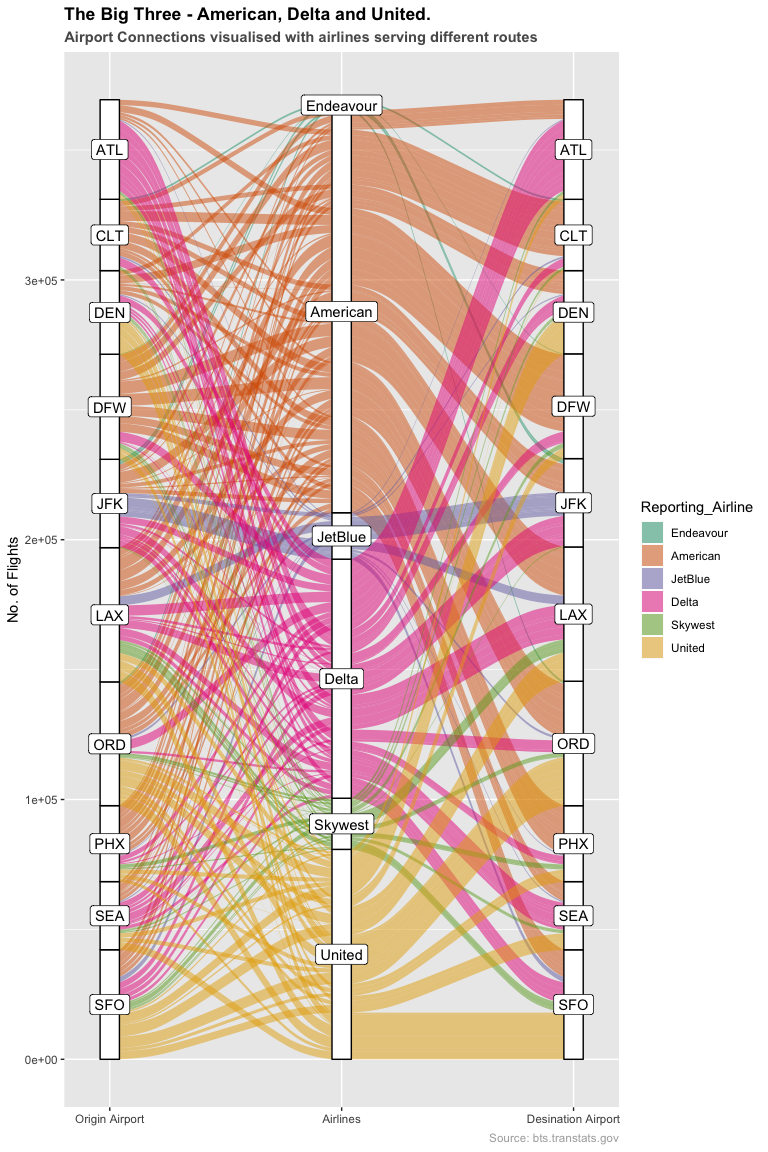 The Big Three - American, Delta and United.
Airport Connections visualised with airlines serving different routes
No. of Flights
3e+05
2e+05
1e+05
0e+00
ATL
CLT
DEN
DFW
JFK
LAX
ORD
PHX
SEA
SFO
Endeavour
American
JetBlue
Delta
Skywest
United
ATL
CLT
DEN
DFW
JFK
LAX
ORD
PHX
SEA
SFO
Origin Airport
Airlines
Desination Airport
Reporting_Airline
Endeavour
American
JetBlue
Delta
Skywest
United
Source: bts.transtats.gov